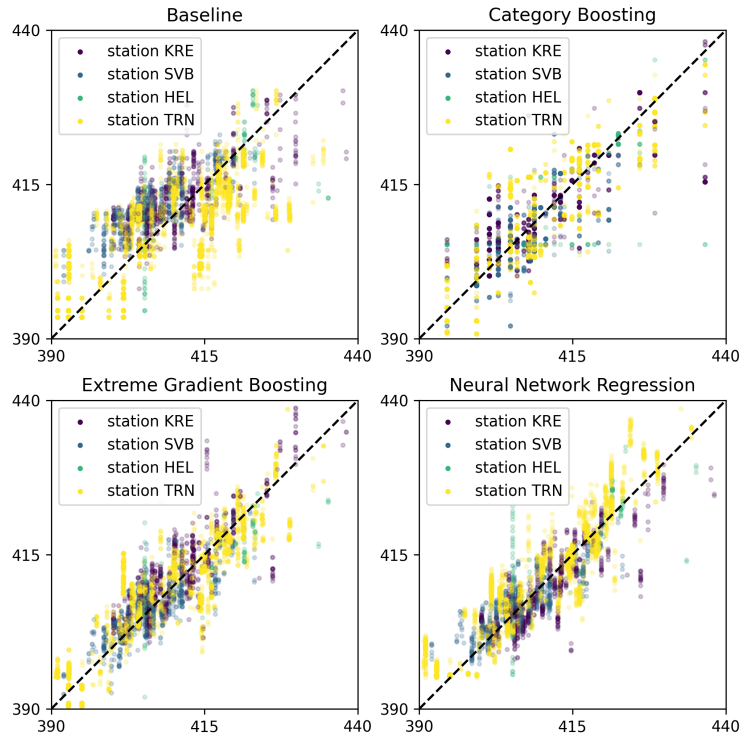 Baseline
440
415
390
390
415
440
station KRE
station SVB
station HEL
station TRN
Category Boosting
440
415
390
390
415
440
station KRE
station SVB
station HEL
station TRN
Extreme Gradient Boosting
440
415
390
390
415
440
station KRE
station SVB
station HEL
station TRN
Neural Network Regression
440
415
390
390
415
440
station KRE
station SVB
station HEL
station TRN